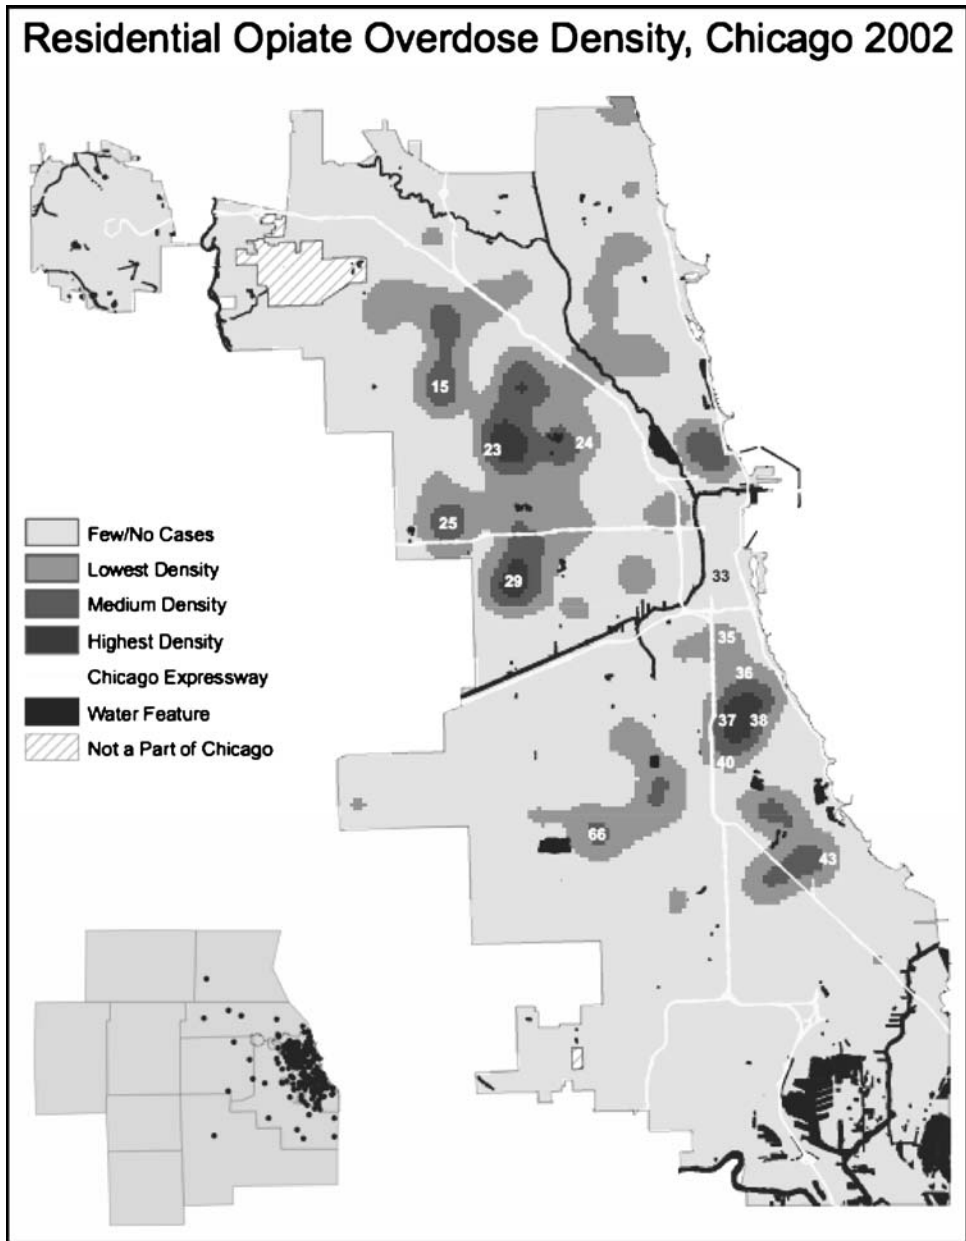 Residential Opiate Overdose Density, Chicago 2002
15
23
24
25
29
33
35
36
37
38
40
66
43
Few/No Cases
Lowest Density
Medium Density
Highest Density
Chicago Expressway
Water Feature
Not a Part of Chicago